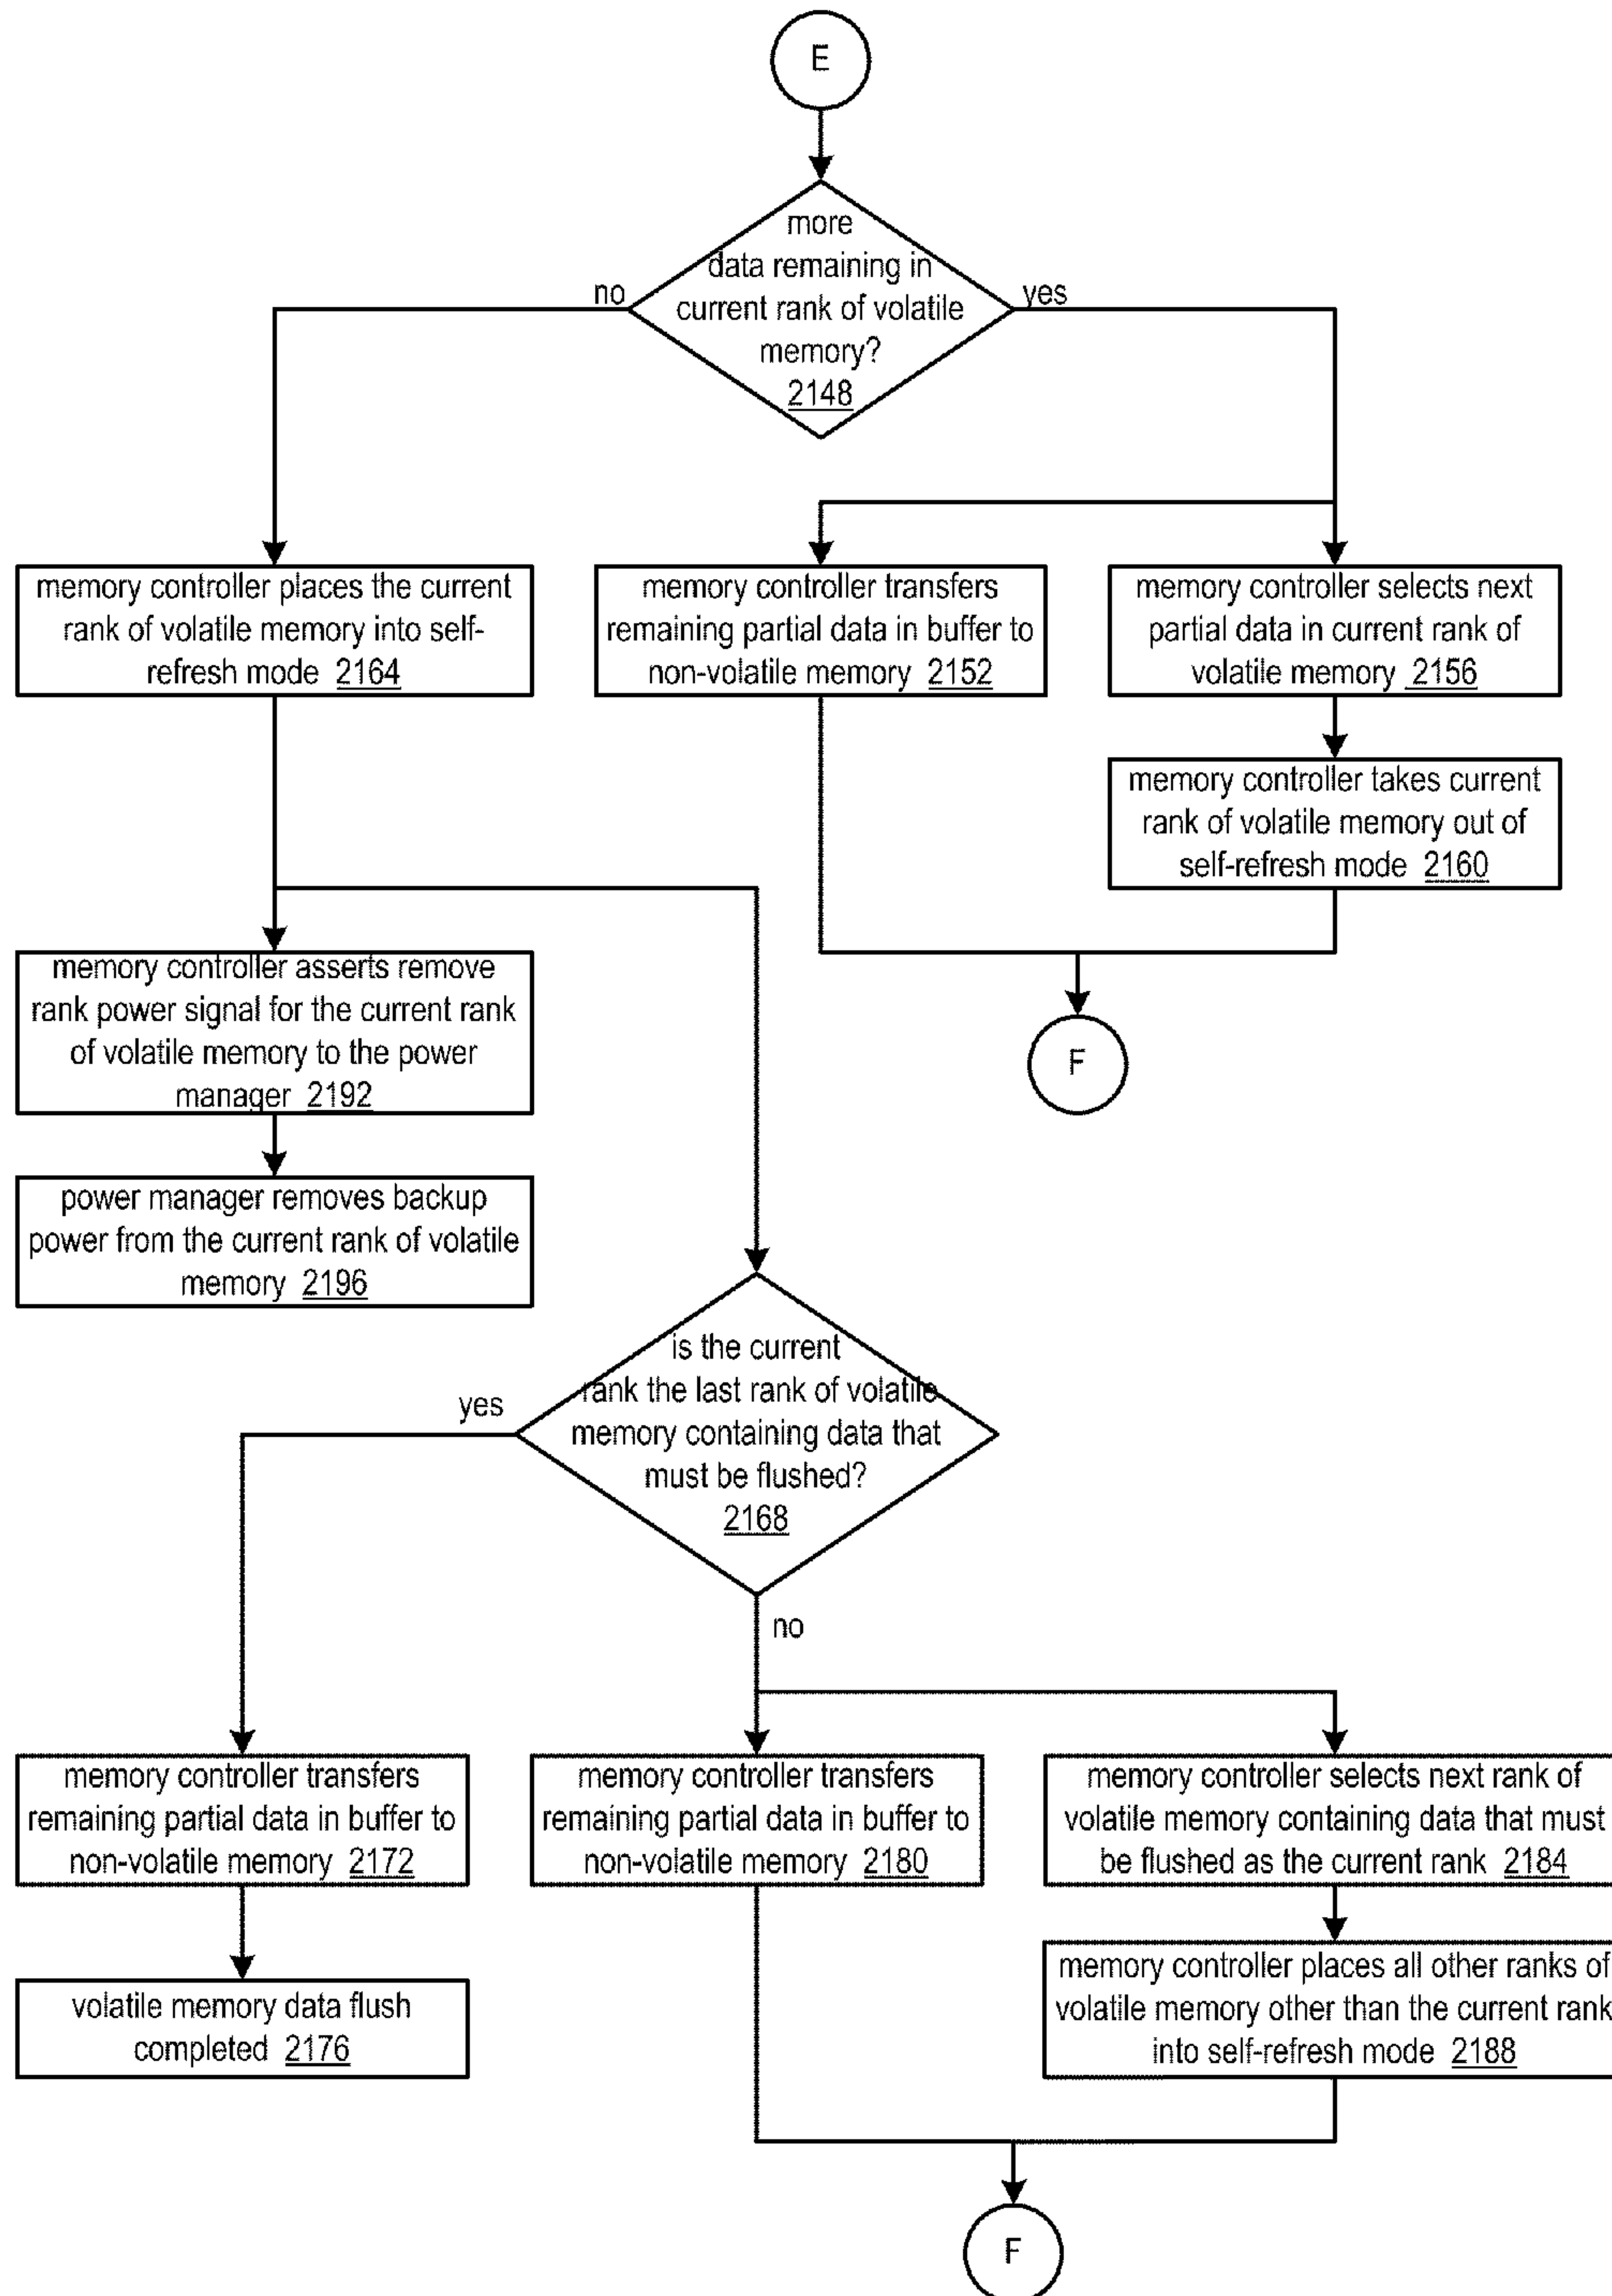 E
more
data remaining in
current rank of volatile
memory?
2148
no
yes
memory controller places the current
rank of volatile memory into self-
refresh mode 2164
memory controller transfers
remaining partial data in buffer to
non-volatile memory 2152
memory controller selects next
partial data in current rank of
volatile memory 2156
memory controller takes current
rank of volatile memory out of
self-refresh mode 2160
memory controller asserts remove
rank power signal for the current rank
of volatile memory to the power
manager 2192
F
power manager removes backup
power from the current rank of volatile
memory 2196
is the current
rank the last rank of volatile
memory containing data that
must be flushed?
2168
yes
no
memory controller transfers
remaining partial data in buffer to
non-volatile memory 2172
memory controller transfers
remaining partial data in buffer to
non-volatile memory 2180
memory controller selects next rank of
volatile memory containing data that must
be flushed as the current rank 2184
volatile memory data flush
completed 2176
memory controller places all other ranks of
volatile memory other than the current rank
into self-refresh mode 2188
F